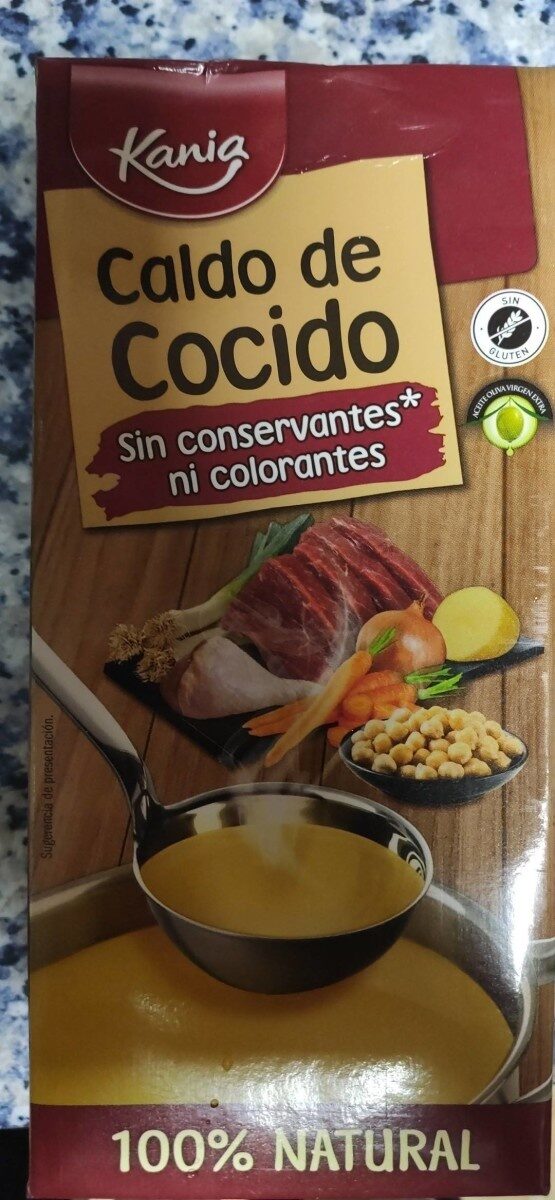 Kania
Caldo de
Cocido
Sin conservantes*
ni colorantes
SIN
GLUTEN
ACEITE OLIVA VIRGEN EXTRA
Sugerencia de presentación.
100% NATURAL